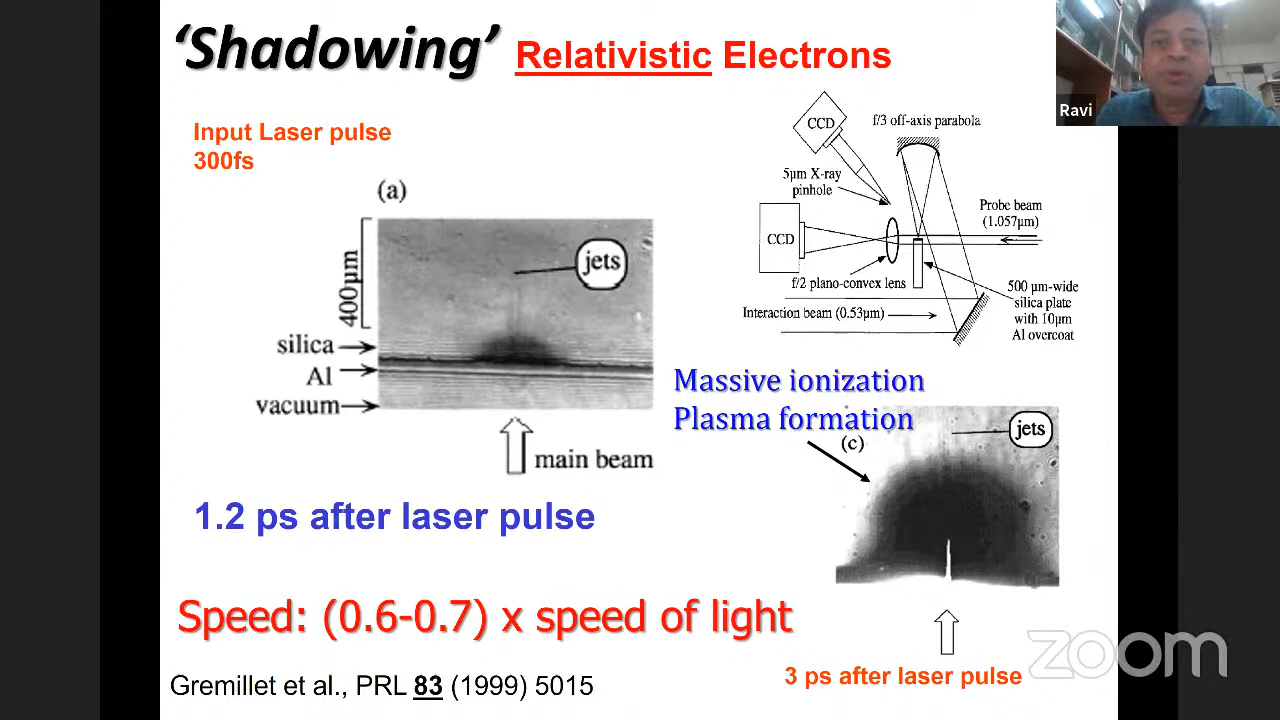 ‘Shadowing’ Relativistic Electrons
Ravi
Input Laser pulse
300fs
(a)
400μm
jets
silica
Al
vacuum
main beam
1.2 ps after laser pulse
CCD
f/3 off-axis parabola
5μm X-ray
pinhole
Probe beam
(1.057μm)
CCD
f/2 plano-convex lens
500 μm-wide
silica plate
with 10μm
Al overcoat
Interaction beam (0.53μm)
Massive ionization
Plasma formation
(c)
jets
3 ps after laser pulse
Speed: (0.6-0.7) x speed of light
Gremillet et al., PRL 83 (1999) 5015
zoom